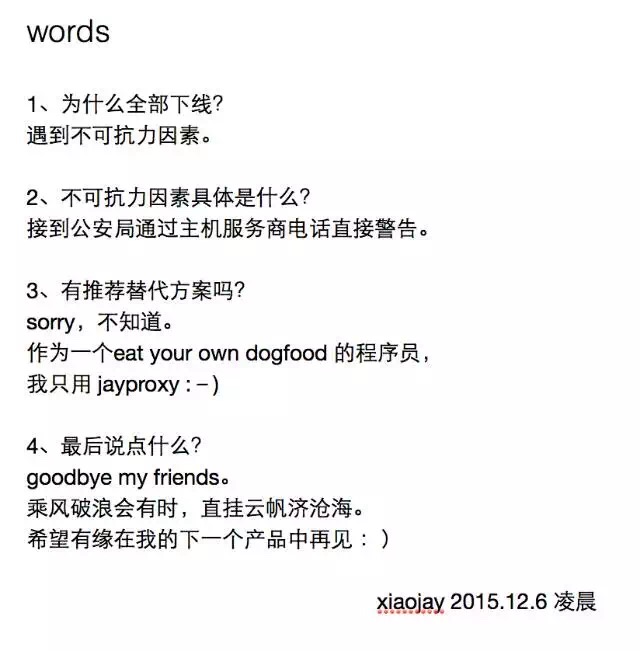 words
1、为什么全部下线？
遇到不可抗力因素。
2、不可抗力因素具体是什么？
接到公安局通过主机服务商电话直接警告。
3、有推荐替代方案吗？
sorry，不知道。
作为一个eat your own dogfood 的程序员，
我只用 jayproxy : – )
4、最后说点什么？
goodbye my friends。
乘风破浪会有时，直挂云帆济沧海。
希望有缘在我的下一个产品中再见 ：）
xiaojay 2015.12.6 凌晨